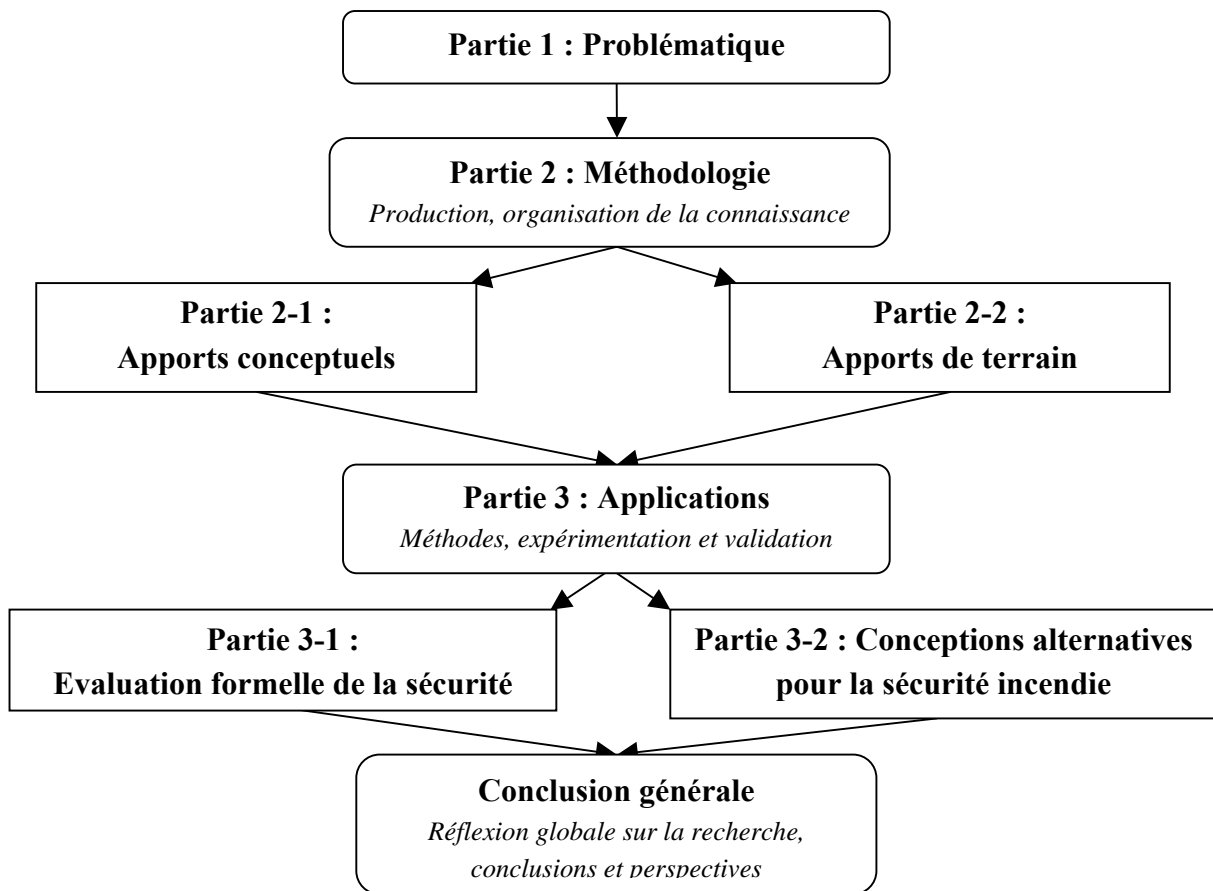 Partie 1 : Problématique
Partie 2 : Méthodologie
Production, organisation de la connaissance
Partie 2-1 :
Apports conceptuels
Partie 2-2 :
Apports de terrain
Partie 3 : Applications
Méthodes, expérimentation et validation
Partie 3-1 :
Evaluation formelle de la sécurité
Partie 3-2 : Conceptions alternatives
pour la sécurité incendie
Conclusion générale
Réflexion globale sur la recherche,
conclusions et perspectives